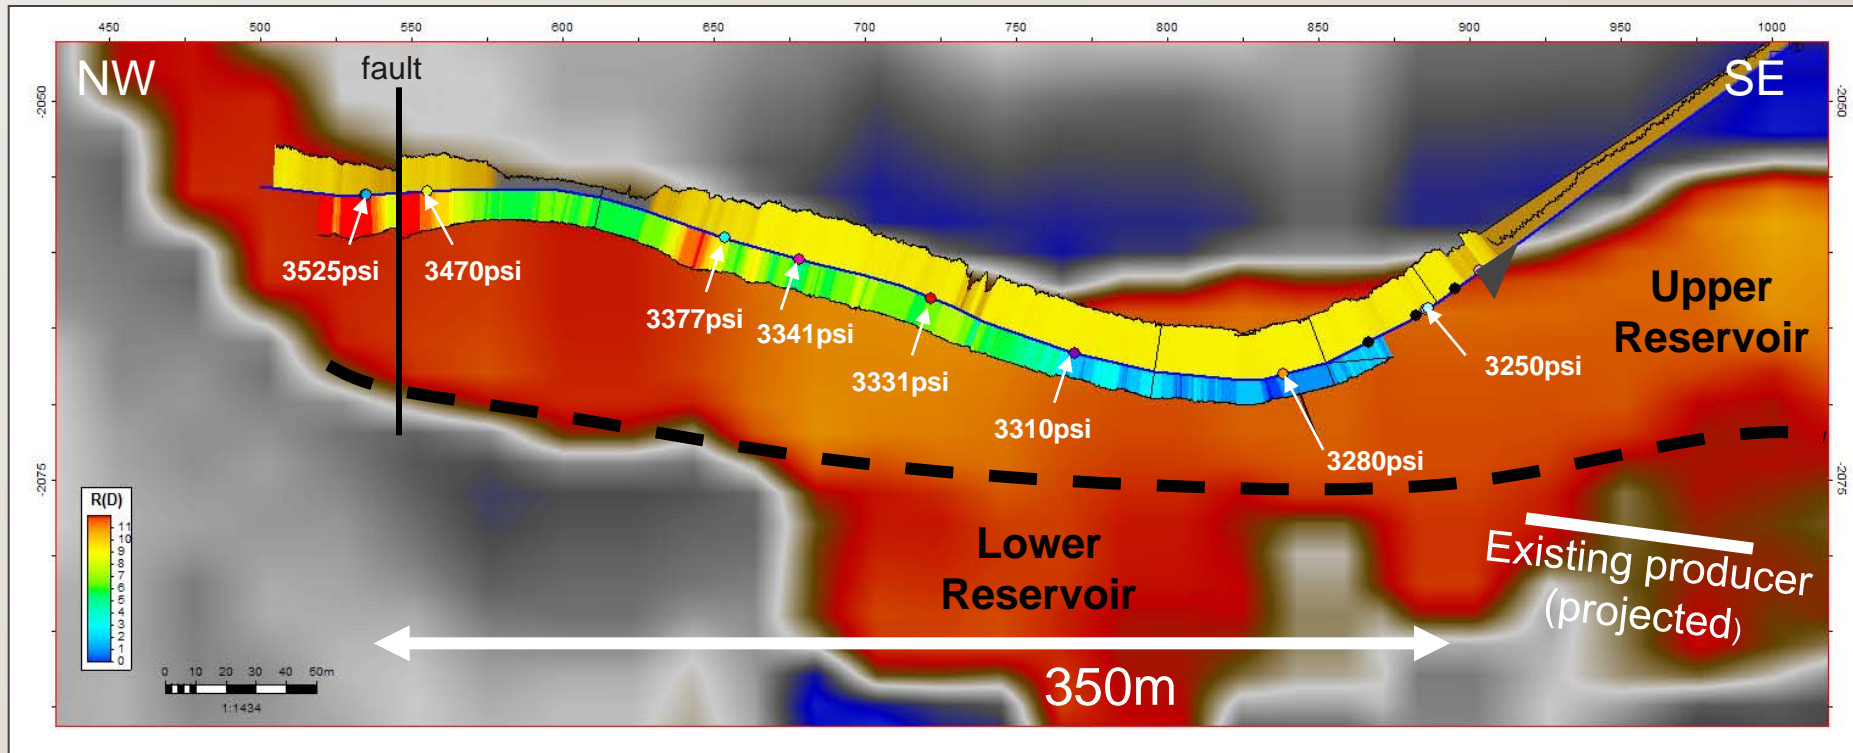 450 500 550 600 650 700 750 800 850 900 950 1000
NW
fault
SE
-2050
-2050
3525psi
3470psi
3377psi
3341psi
3331psi
3310psi
3280psi
3250psi
Upper
Reservoir
-2075
-2075
R(D)
11
10
9
8
7
6
5
4
3
2
1
0
Lower
Reservoir
Existing producer
(projected)
0 10 20 30 40 50m
1:1434
350m